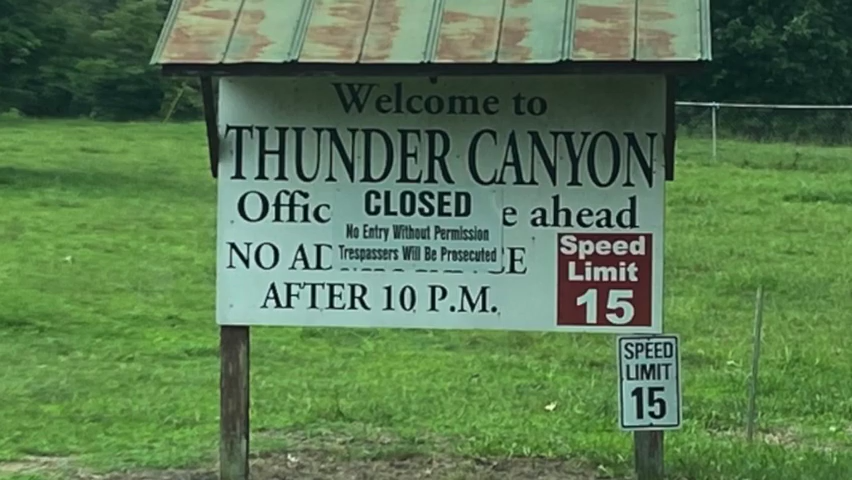 Welcome to
THUNDER CANYON
Offic CLOSED e ahead
No Entry Without Permission
Trespassers Will Be Prosecuted
NO AD E
AFTER 10 P.M.
Speed
Limit
15
SPEED
LIMIT
15